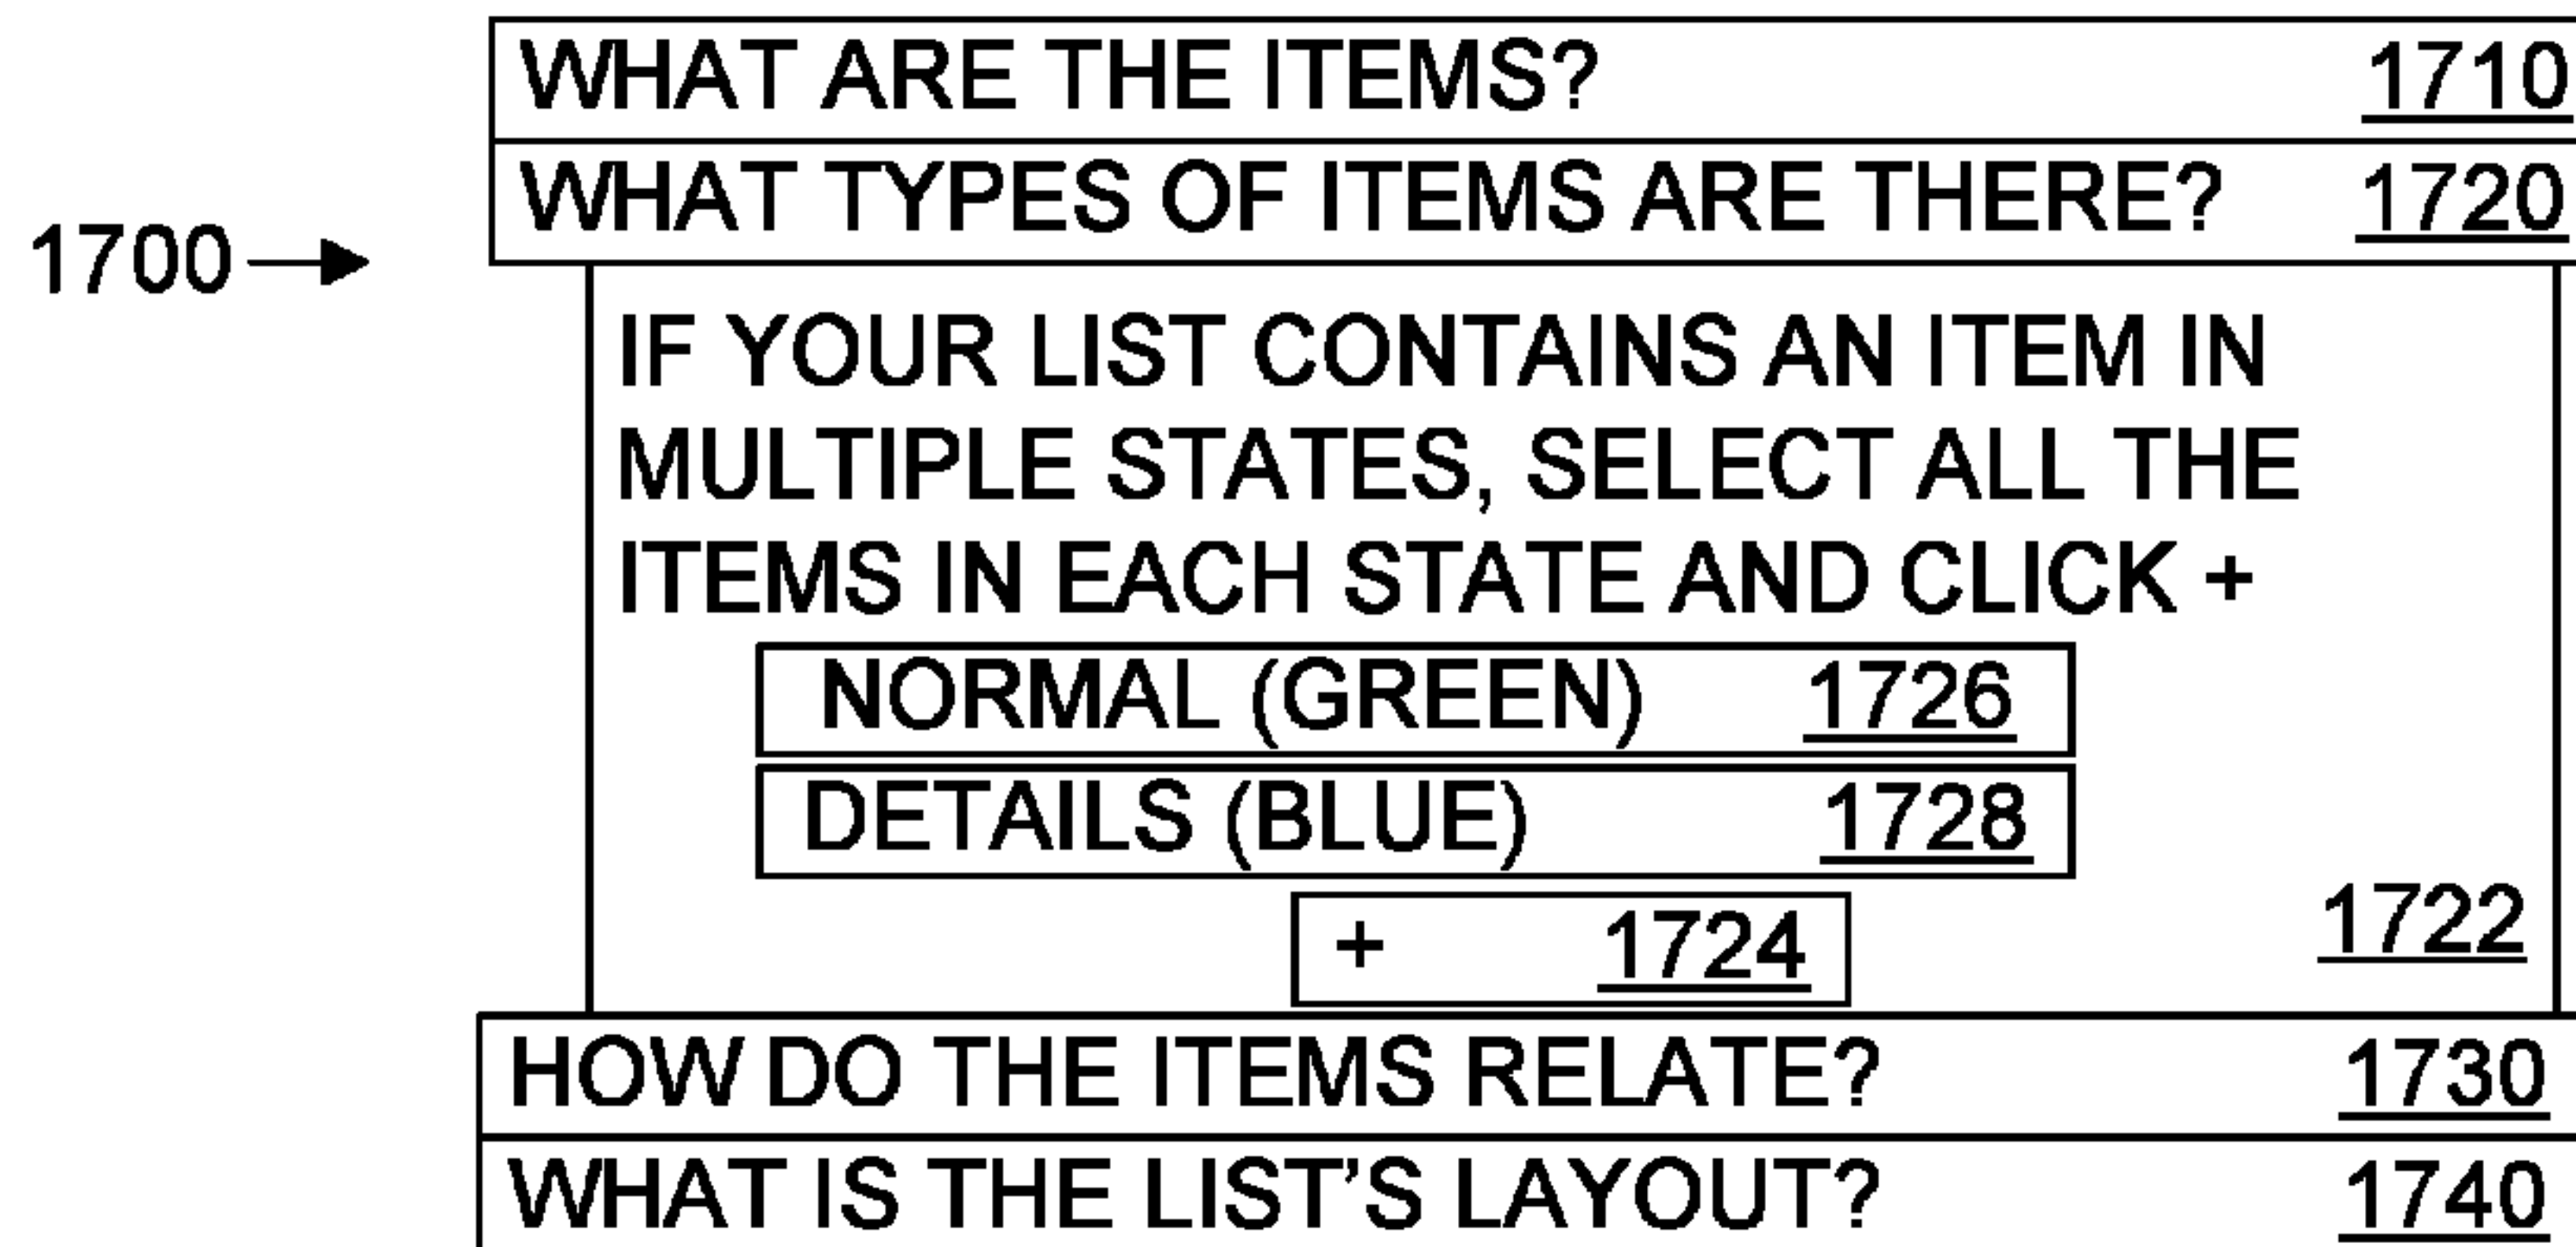 WHAT ARE THE ITEMS? 1710
WHAT TYPES OF ITEMS ARE THERE? 1720
1700
IF YOUR LIST CONTAINS AN ITEM IN
MULTIPLE STATES, SELECT ALL THE
ITEMS IN EACH STATE AND CLICK +
NORMAL (GREEN) 1726
DETAILS (BLUE) 1728
1722
+ 1724
HOW DO THE ITEMS RELATE? 1730
WHAT IS THE LIST'S LAYOUT? 1740